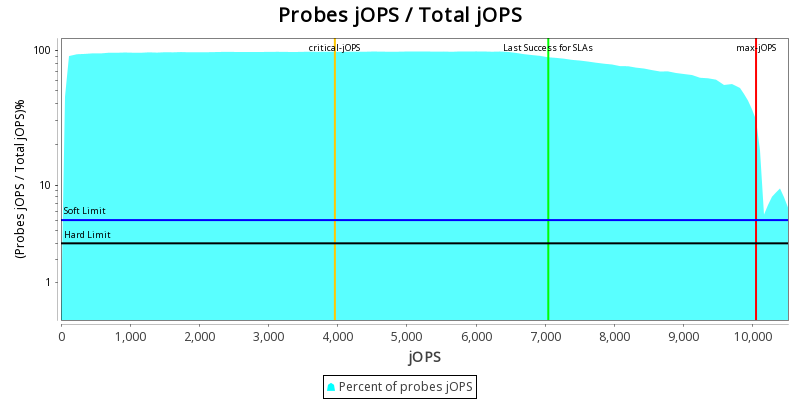 Probes jOPS / Total jOPS
critical-jOPS
Last Success for SLAs
max-jOPS
(Probes jOPS / Total jOPS)%
100
10
1
Soft Limit
Hard Limit
0
1,000
2,000
3,000
4,000
5,000
6,000
7,000
8,000
9,000
10,000
jOPS
Percent of probes jOPS